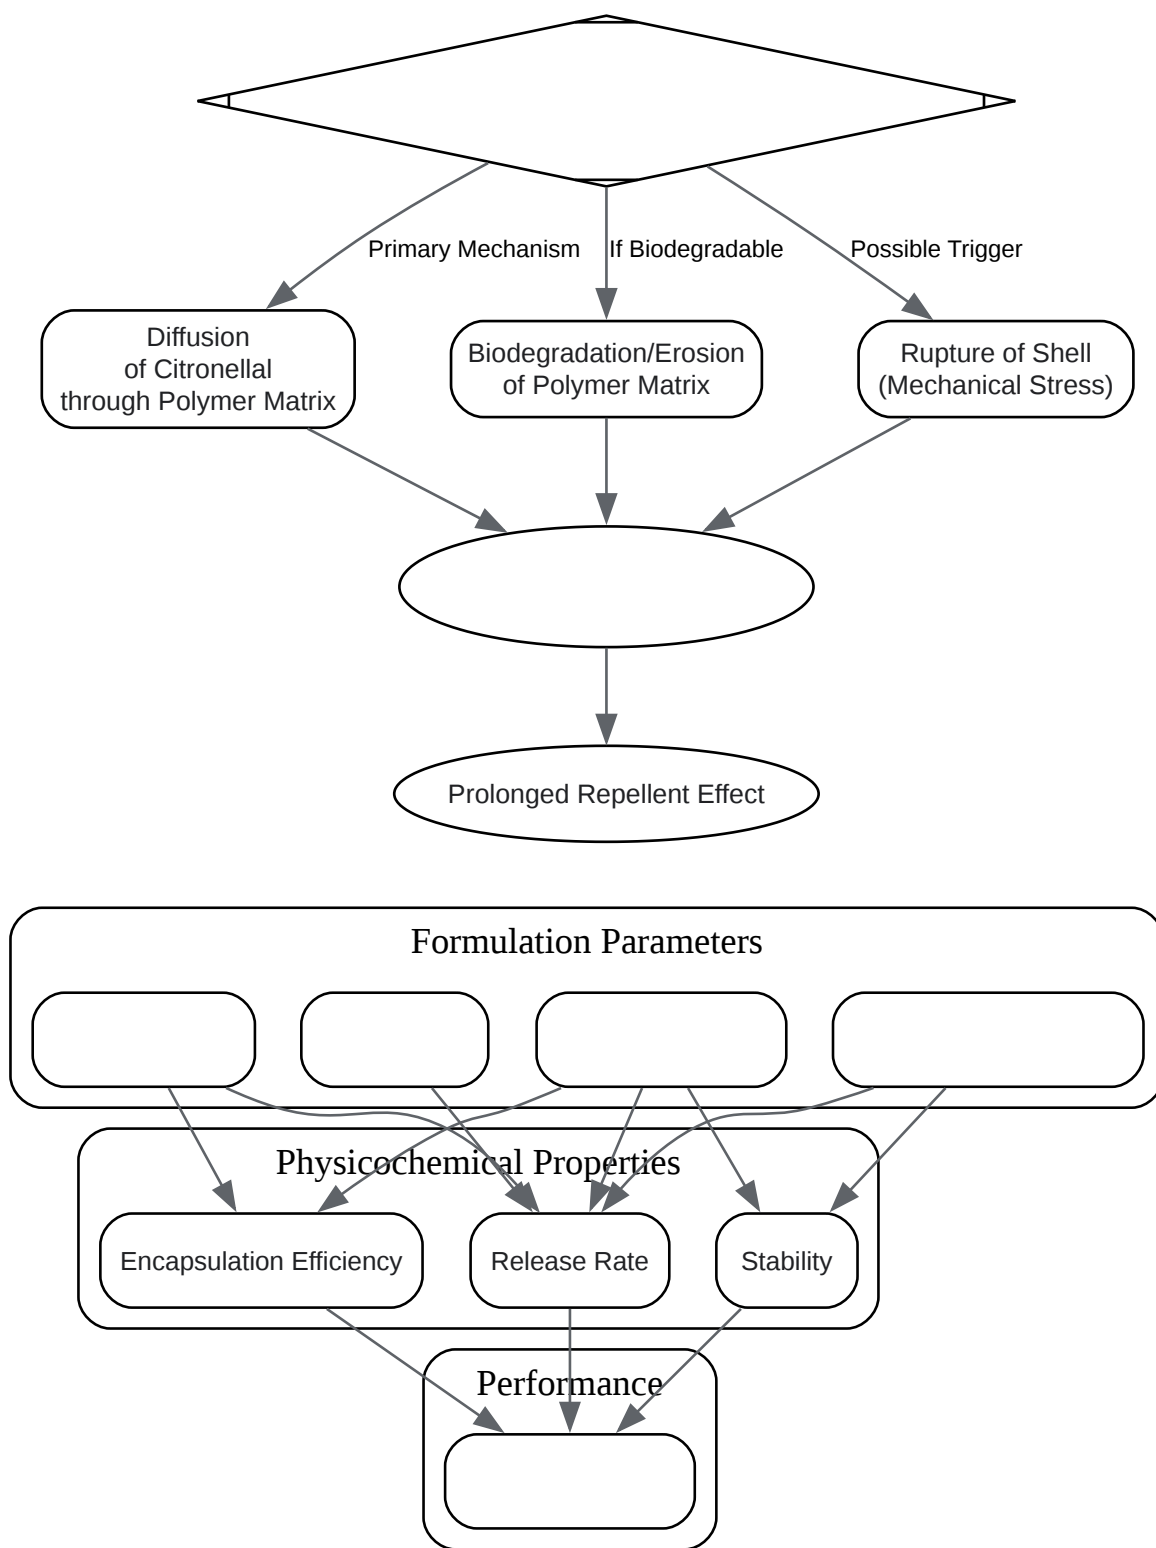 Primary Mechanism
If Biodegradable
Possible Trigger
Diffusion
of Citronellal
through Polymer Matrix
Biodegradation/Erosion
of Polymer Matrix
Rupture of Shell
(Mechanical Stress)
Prolonged Repellent Effect
Formulation Parameters
Physicochemical Properties
Encapsulation Efficiency
Release Rate
Stability
Performance